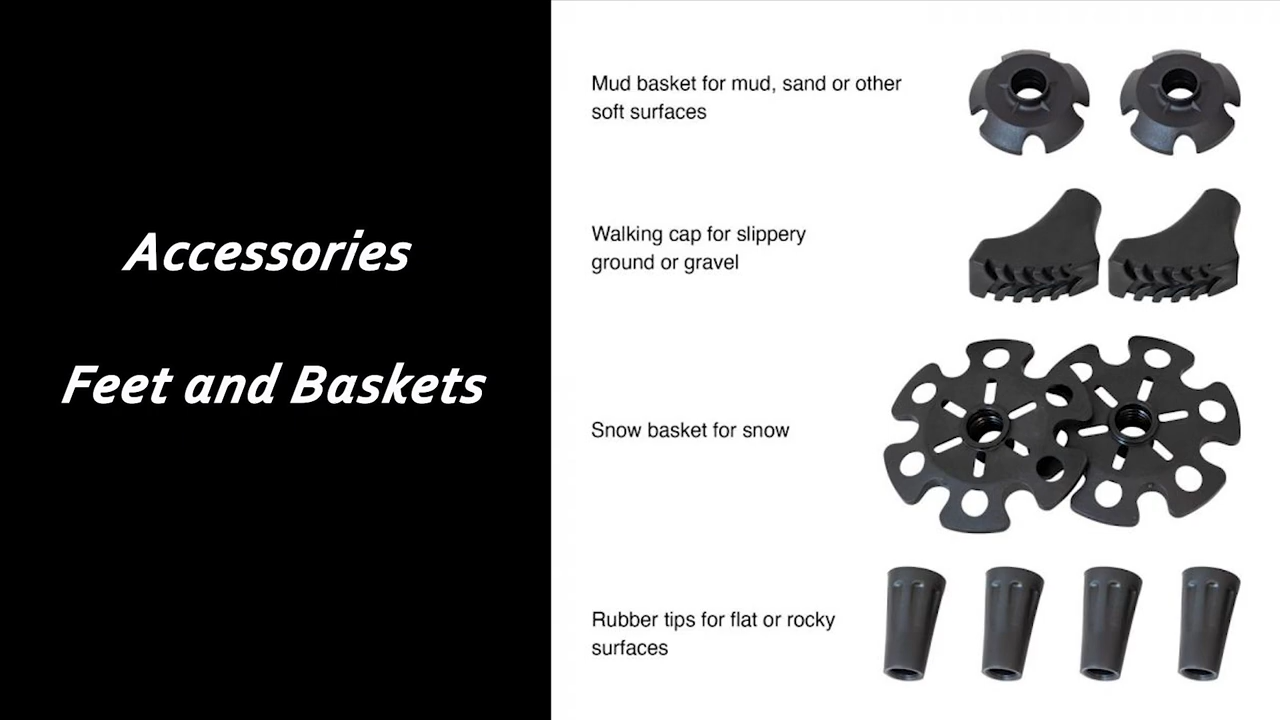 Accessories
Feet and Baskets
Mud basket for mud, sand or other
soft surfaces
Walking cap for slippery
ground or gravel
Snow basket for snow
Rubber tips for flat or rocky
surfaces